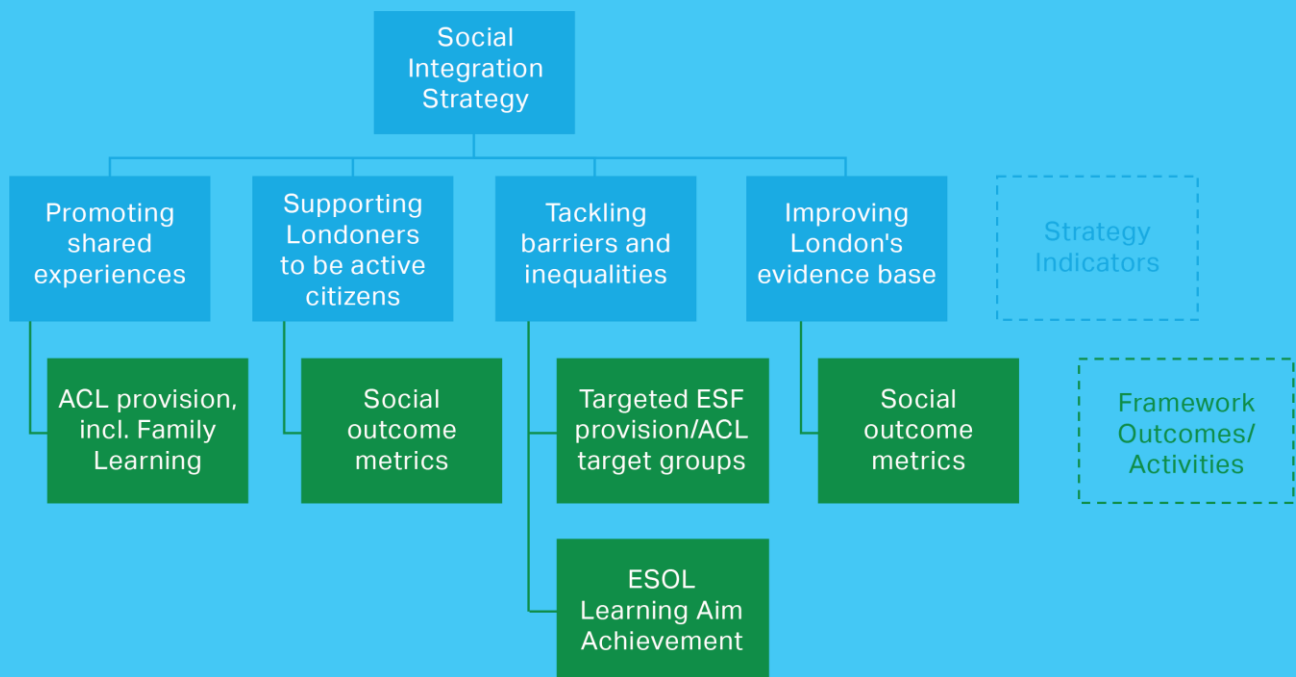 Social
Integration
Strategy
Promoting
shared
experiences
Supporting
Londoners
to be active
citizens
Tackling
barriers and
inequalities
Improving
London's
evidence base
Strategy
Indicators
ACL provision,
incl. Family
Learning
Social
outcome
metrics
Targeted ESF
provision/ACL
target groups
Social
outcome
metrics
Framework
Outcomes/
Activities
ESOL
Learning Aim
Achievement